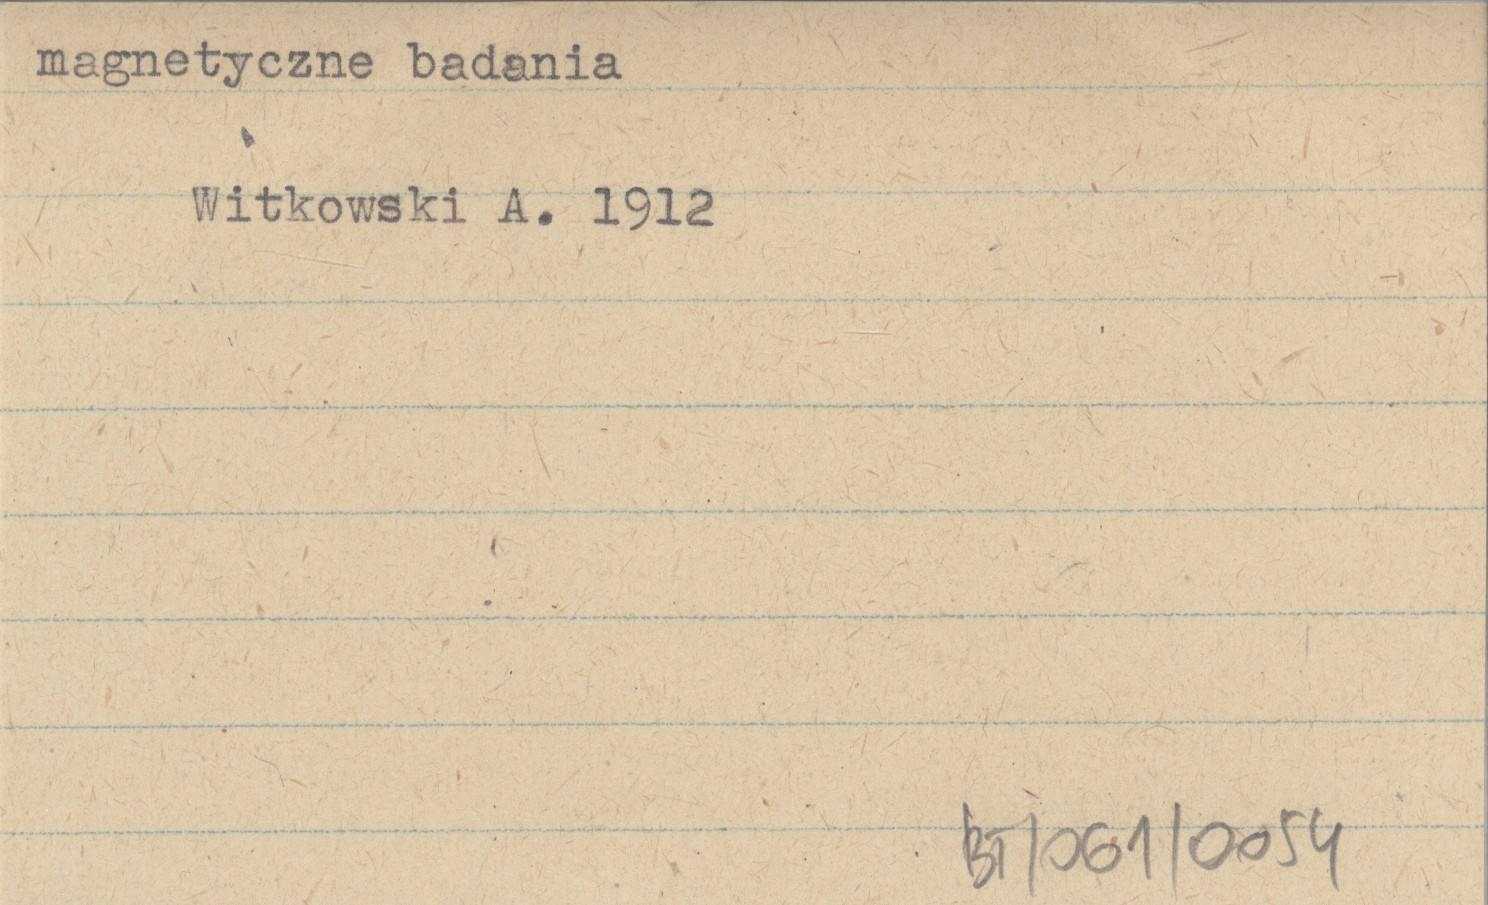 magnetyczne badania
Witkowski A. 1912
BT/061/0054